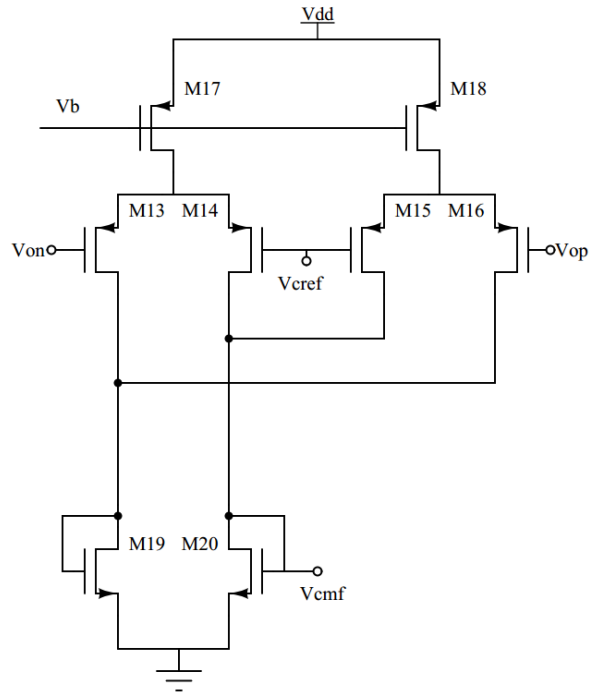 Vdd
M17
M18
Vb
M13 M14
M15 M16
Von
Vop
Vcref
M19 M20
Vcmf